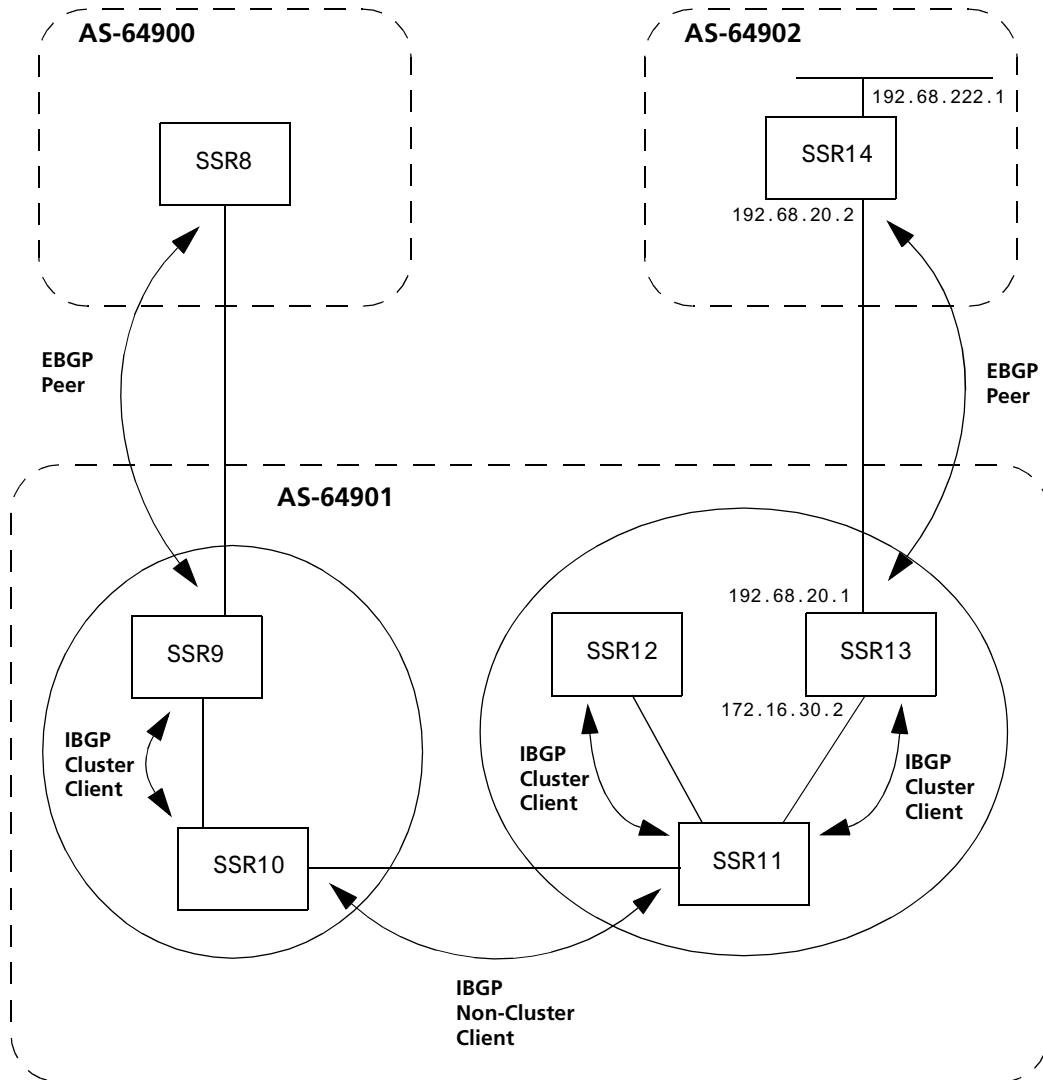 AS-64900
AS-64902
192.68.222.1
SSR8
SSR14
192.68.20.2
EBGP
Peer
EBGP
Peer
AS-64901
192.68.20.1
SSR9
SSR12
SSR13
172.16.30.2
IBGP
Cluster
Client
IBGP
Cluster
Client
IBGP
Cluster
Client
SSR10
SSR11
IBGP
Non-Cluster
Client